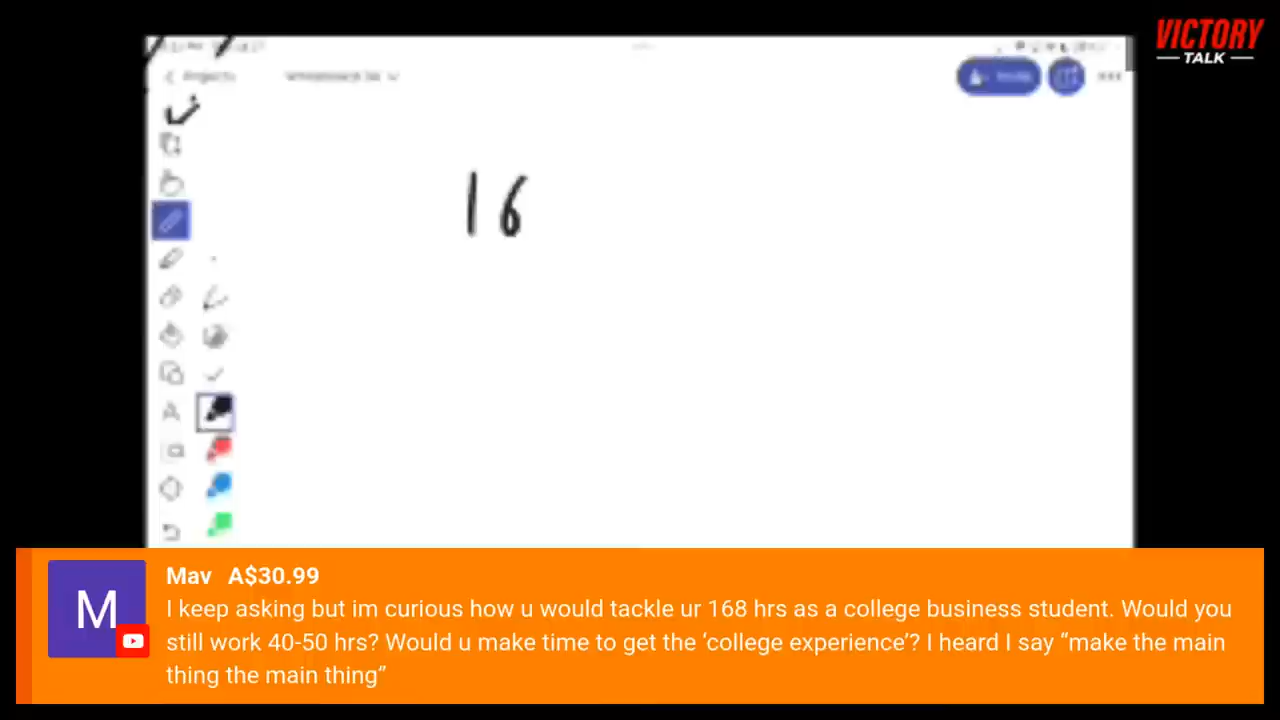 VICTORY
TALK
Projects
16
A
M
Mav A$30.99
I keep asking but im curious how u would tackle ur 168 hrs as a college business student. Would you
still work 40-50 hrs? Would u make time to get the ‘college experience’? I heard I say “make the main
thing the main thing”